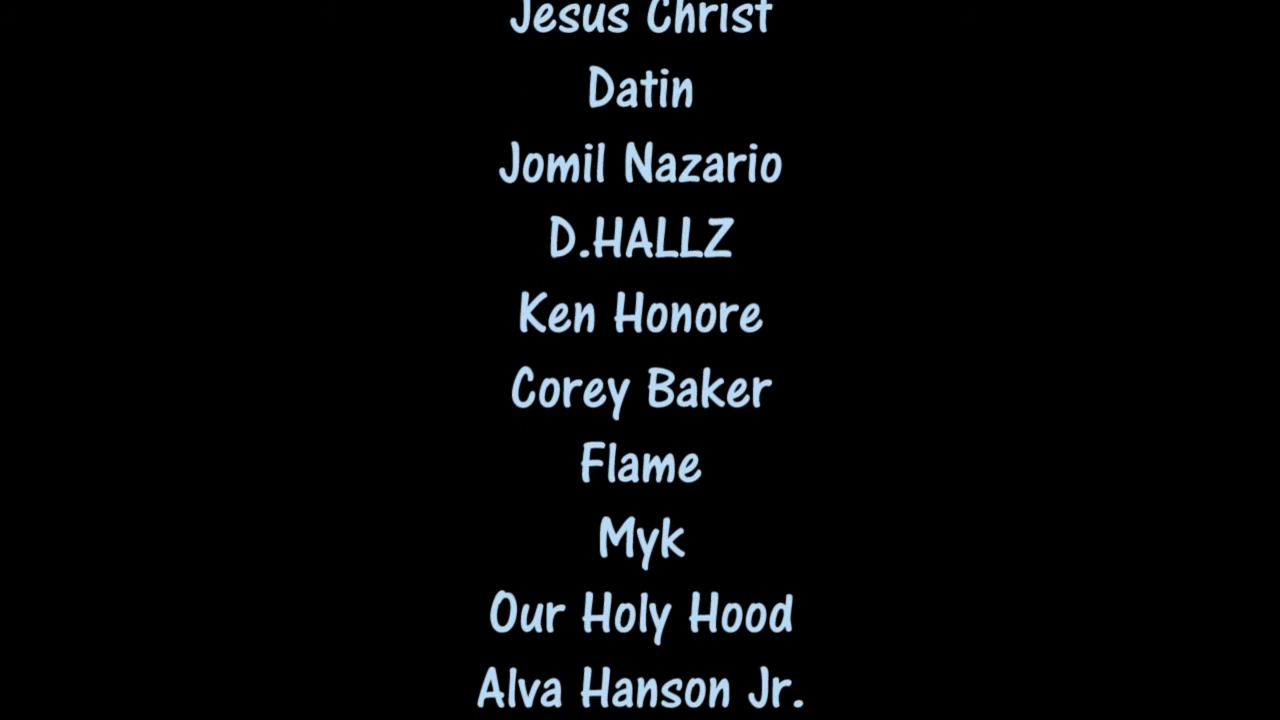 Jesus Christ
Datin
Jomil Nazario
D.HALLZ
Ken Honore
Corey Baker
Flame
Myk
Our Holy Hood
Alva Hanson Jr.